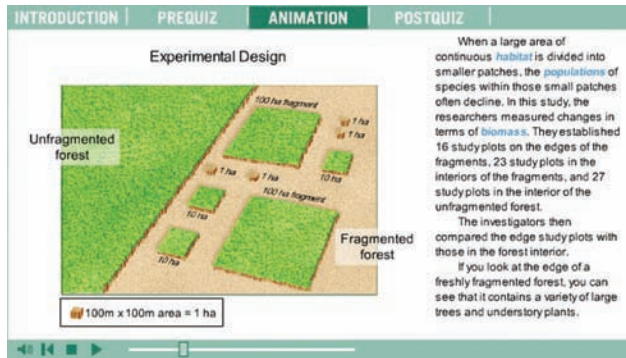 INTRODUCTION
PREQUIZ
ANIMATION
POSTQUIZ
Experimental Design
Unfragmented
forest
100 ha fragment
1 ha
1 ha
10 ha
1 ha
1 ha
10 ha
100 ha fragment
10 ha
Fragmented
forest
100m x 100m area = 1 ha
When a large area of
continuous habitat is divided into
smaller patches, the populations of
species within those small patches
often decline. In this study, the
researchers measured changes in
terms of biomass. They established
16 study plots on the edges of the
fragments, 23 study plots in the
interiors of the fragments, and 27
study plots in the interior of the
unfragmented forest.
The investigators then
compared the edge study plots with
those in the forest interior.
If you look at the edge of a
freshly fragmented forest, you can
see that it contains a variety of large
trees and understory plants.